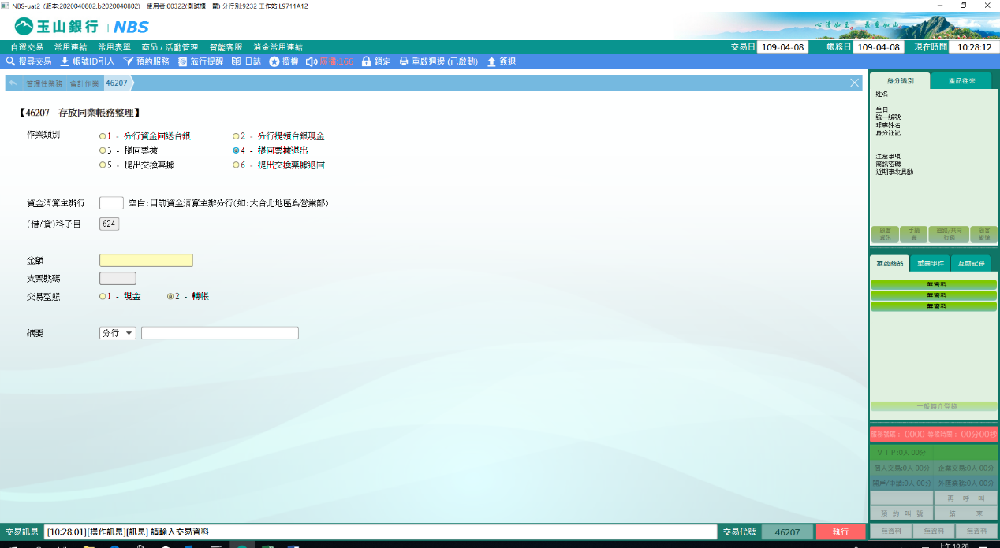 NBS-uat2 (版本:2020040802.b2020040802) 使用者:00322(測試櫃一關) 分行別:9232 工作站:L9711A12
玉山銀行 NBS
心清如玉。義重如山。
自選交易 常用連結 常用表單 商品 / 活動管理 智能客服 消金常用連結
交易日 109-04-08 帳務日 109-04-08 現在時間 10:28:12
搜尋交易 帳號ID引入 預約服務 蒞行提醒 日誌 授權 廣播:166 鎖定 重啟週邊 (已啟動) 簽退
管理性業務 會計作業 46207
【46207 存放同業帳務整理】
作業類別
1 - 分行資金回送台銀 2 - 分行提領台銀現金
3 - 提回票據 4 - 提回票據退出
5 - 提出交換票據 6 - 提出交換票據退回
資金清算主辦行 空白:目前資金清算主辦分行(如:大台北地區為營業部)
(借/貸)科子目 624
金額
支票號碼
交易型態 1 - 現金 2 - 轉帳
摘要 分行
身分識別 產品往來
姓名
生日
統一編號
理專姓名
身分註記
注意事項
簡訊密碼
近期事故異動
顧客資訊 手續費 通路/共同行銷 顧客影像
推薦商品 重要事件 互動記錄
無資料
無資料
無資料
一般轉介登錄
服務號碼: 0000 等候時間: 00分00秒
VIP:0人 00分
個人交易:0人 00分 企業交易:0人 00分
開戶/申請:0人 00分 外匯業務:0人 00分
再 呼 叫
預 約 叫 號 結 束
無資料 無資料 無資料
交易訊息 [10:28:01][操作訊息][訊息] 請輸入交易資料 交易代號 46207 執行
上午 10:28